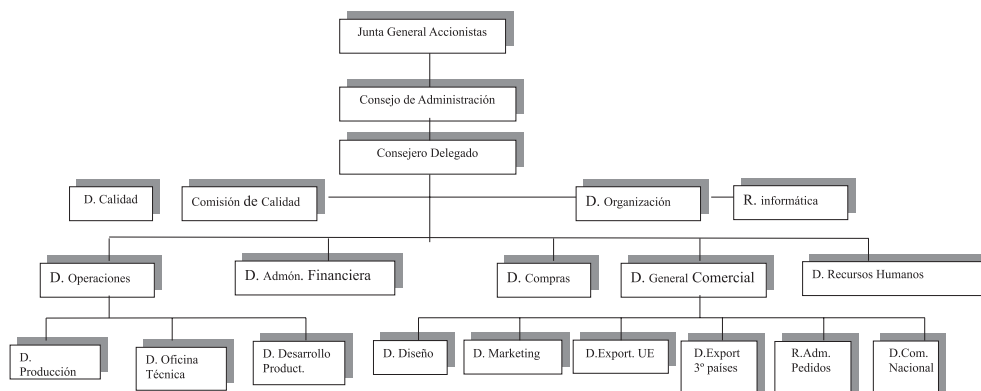 Junta General Accionistas
Consejo de Administración
Consejero Delegado
D. Calidad
Comisión de Calidad
D. Organización
R. informática
D. Operaciones
D. Admón. Financiera
D. Compras
D. General Comercial
D. Recursos Humanos
D.
Producción
D. Oficina
Técnica
D. Desarrollo
Product.
D. Diseño
D. Marketing
D.Export. UE
D.Export
3º países
R.Adm.
Pedidos
D.Com.
Nacional